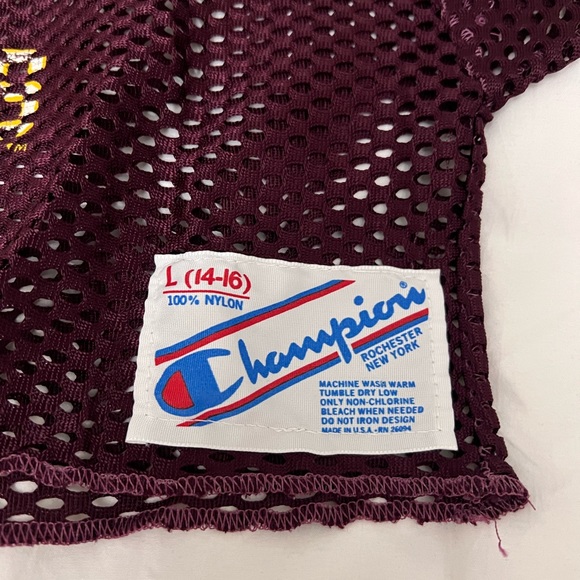 TM
L (14-16)
100% NYLON
Champion®
ROCHESTER
NEW YORK
MACHINE WASH WARM
TUMBLE DRY LOW
ONLY NON-CHLORINE
BLEACH WHEN NEEDED
DO NOT IRON DESIGN
MADE IN U.S.A.-RN 26094